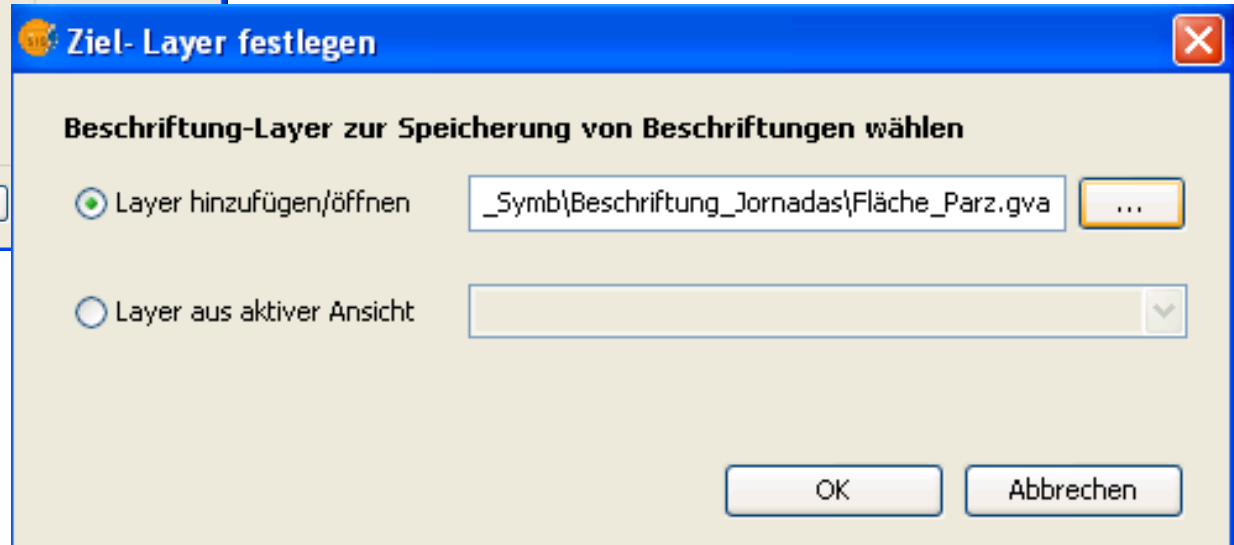 Ziel- Layer festlegen
Beschriftung-Layer zur Speicherung von Beschriftungen wählen
Layer hinzufügen/öffnen _Symb\Beschriftung_Jornadas\Fläche_Parz.gva ...
Layer aus aktiver Ansicht
OK Abbrechen